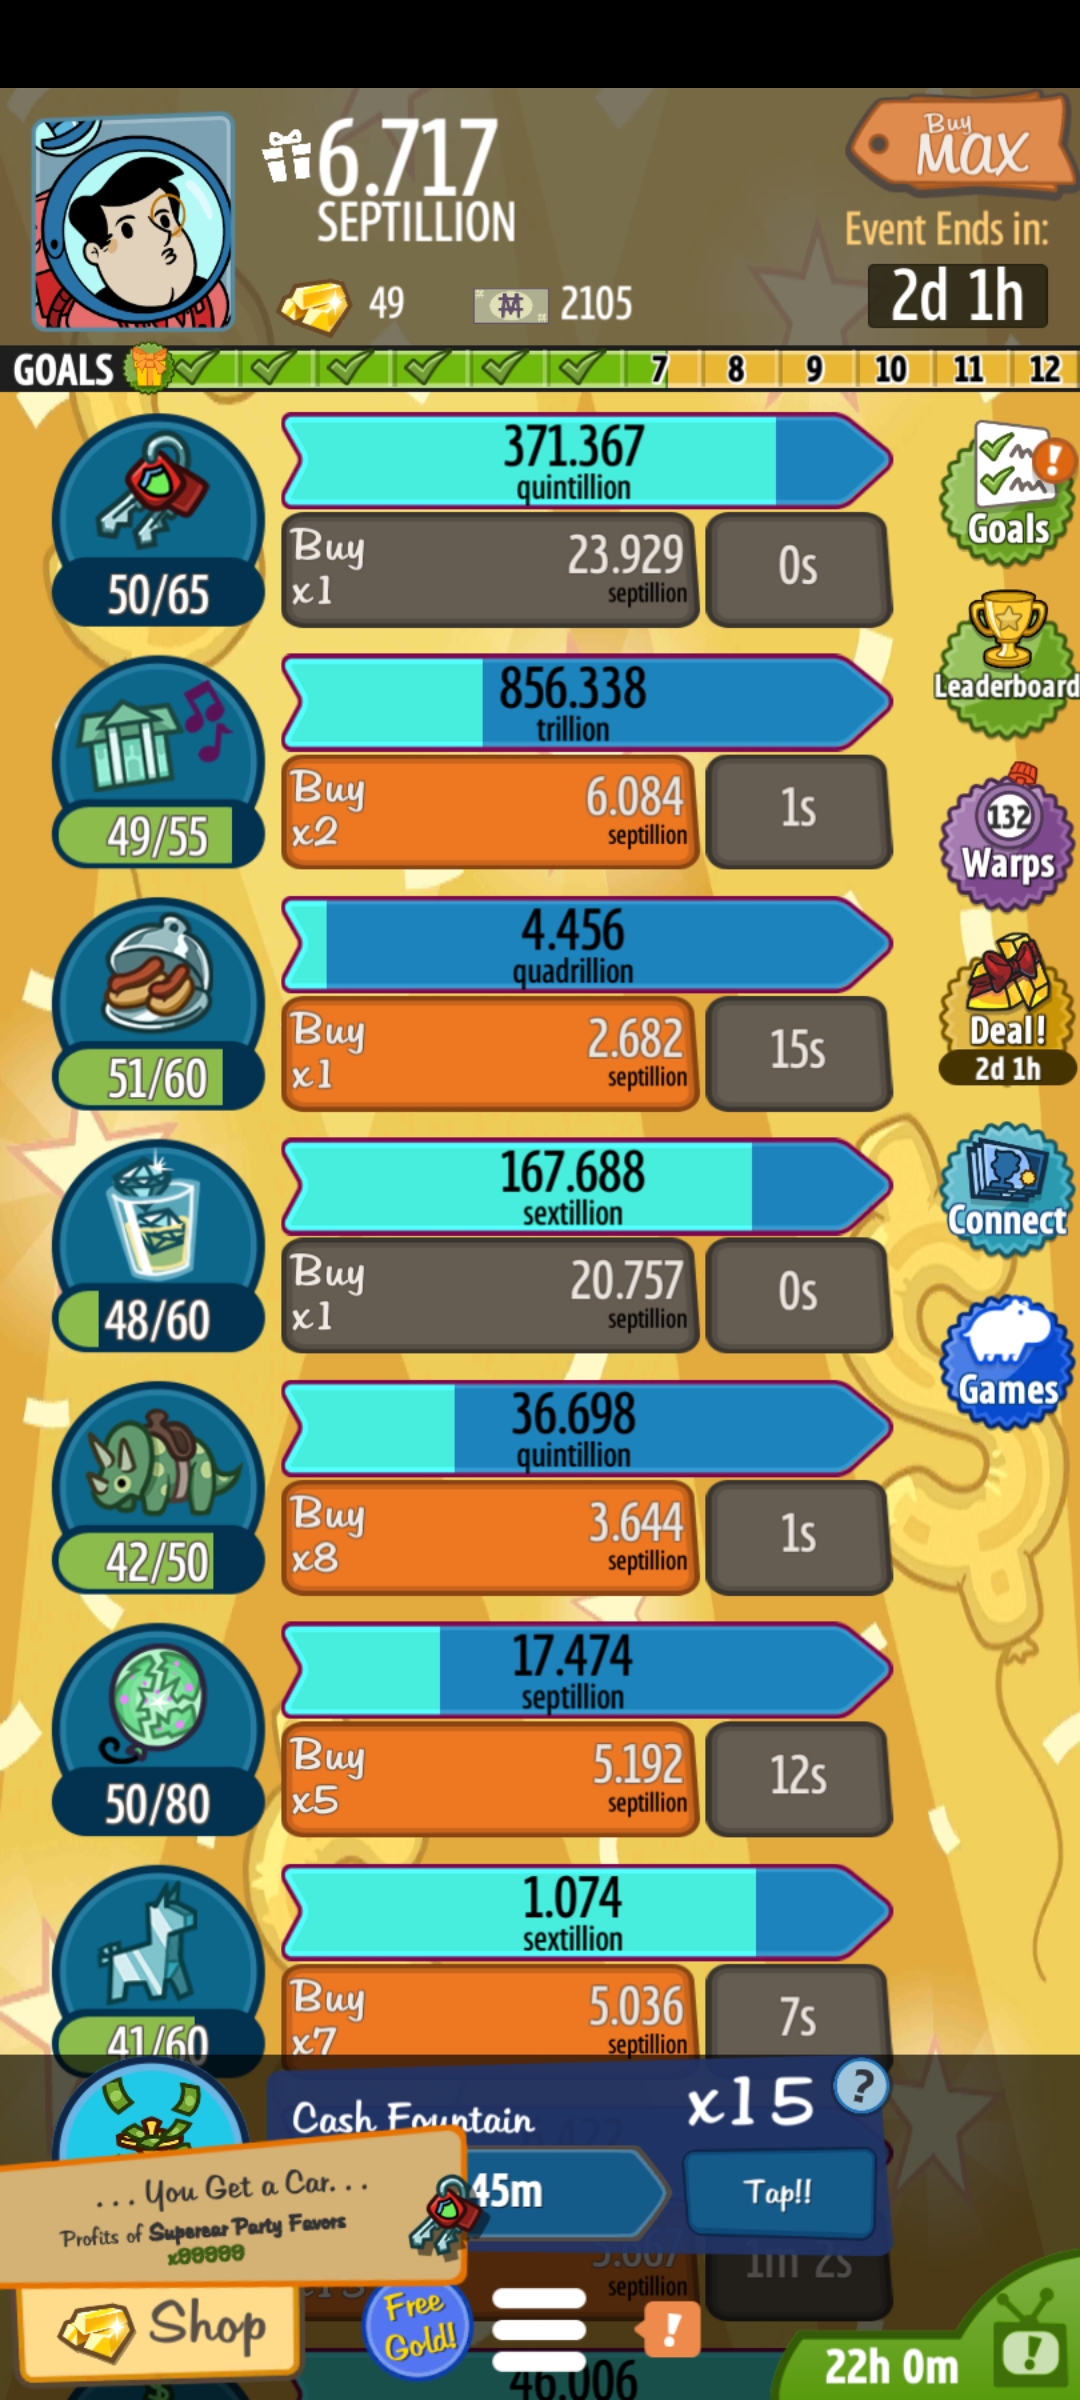 6.717
SEPTILLION
Buy
MAX
Event Ends in:
2d 1h
49
2105
GOALS
7 8 9 10 11 12
371.367
quintillion
Buy
x1
23.929
septillion
0s
50/65
Goals
856.338
trillion
Leaderboard
Buy
x2
6.084
septillion
1s
49/55
132
Warps
4.456
quadrillion
Buy
x1
2.682
septillion
15s
51/60
Deal!
2d 1h
167.688
sextillion
Connect
Buy
x1
20.757
septillion
0s
48/60
Games
36.698
quintillion
Buy
x8
3.644
septillion
1s
42/50
17.474
septillion
Buy
x5
5.192
septillion
12s
50/80
1.074
sextillion
Buy
x7
5.036
septillion
7s
41/60
Cash Fountain
x15
?
45m
Tap!!
...You Get a Car...
Profits of Supercar Party Favors
x99999
septillion
1m 2s
Shop
Free
Gold!
!
22h 0m
46.006